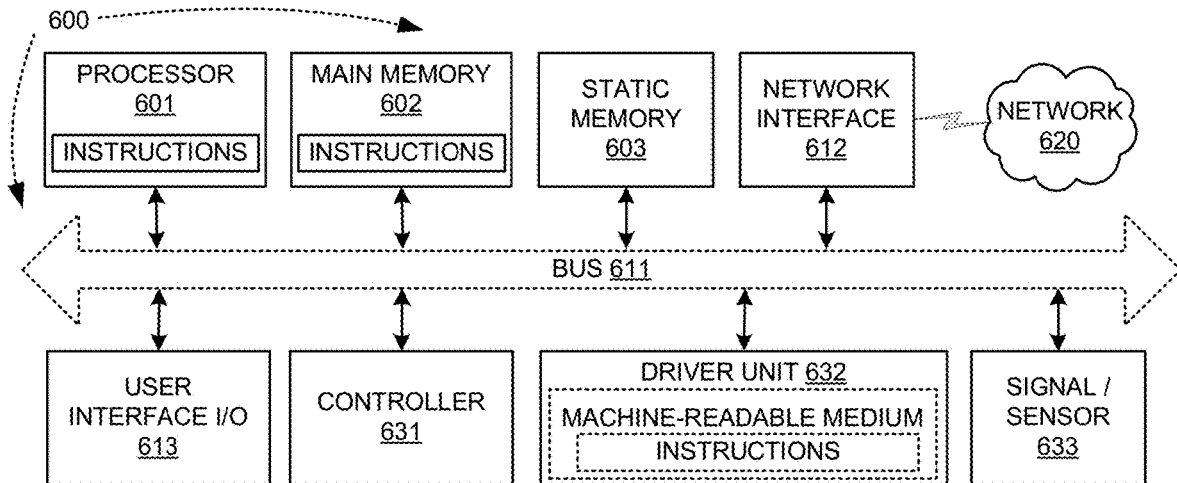 600
PROCESSOR
601
INSTRUCTIONS
MAIN MEMORY
602
INSTRUCTIONS
STATIC
MEMORY
603
NETWORK
INTERFACE
612
NETWORK
620
BUS 611
USER
INTERFACE I/O
613
CONTROLLER
631
DRIVER UNIT 632
MACHINE-READABLE MEDIUM
INSTRUCTIONS
SIGNAL /
SENSOR
633